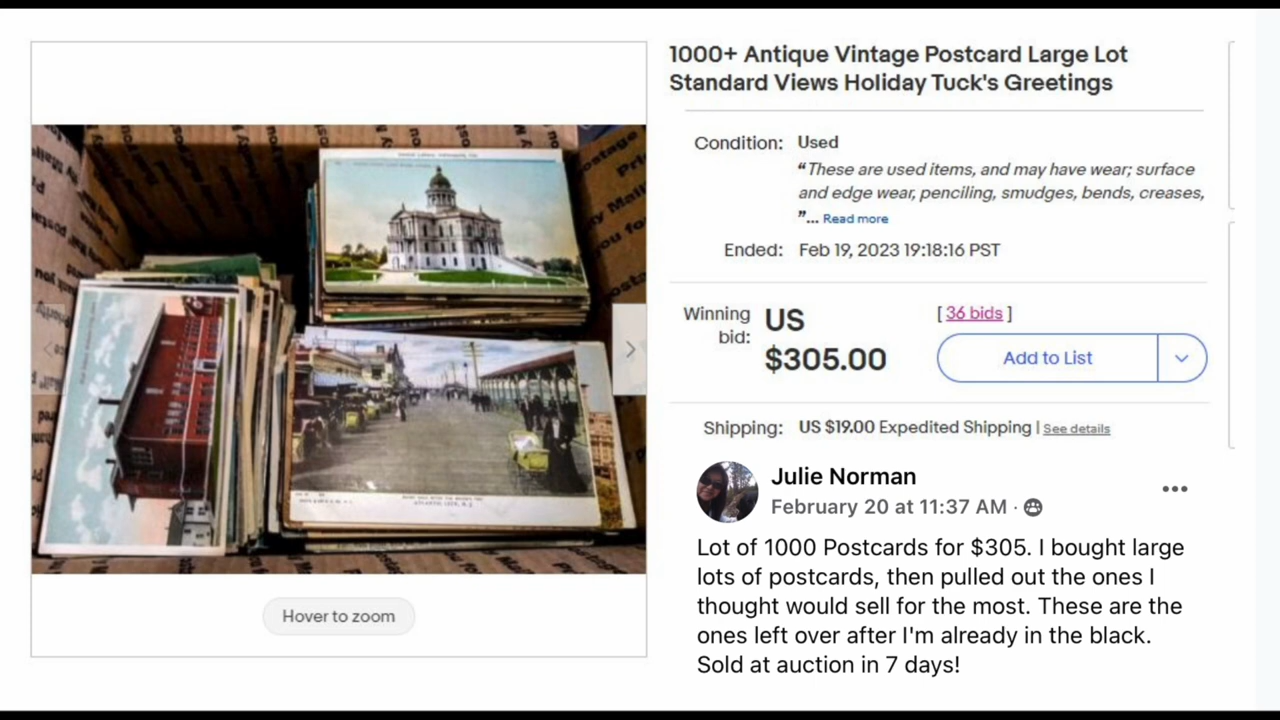 1000+ Antique Vintage Postcard Large Lot
Standard Views Holiday Tuck's Greetings
Condition: Used
“These are used items, and may have wear; surface
and edge wear, penciling, smudges, bends, creases,
”... Read more
Ended: Feb 19, 2023 19:18:16 PST
Winning bid: US $305.00
[ 36 bids ]
Add to List
Shipping: US $19.00 Expedited Shipping | See details
Hover to zoom
Julie Norman
February 20 at 11:37 AM ·
Lot of 1000 Postcards for $305. I bought large
lots of postcards, then pulled out the ones I
thought would sell for the most. These are the
ones left over after I'm already in the black.
Sold at auction in 7 days!